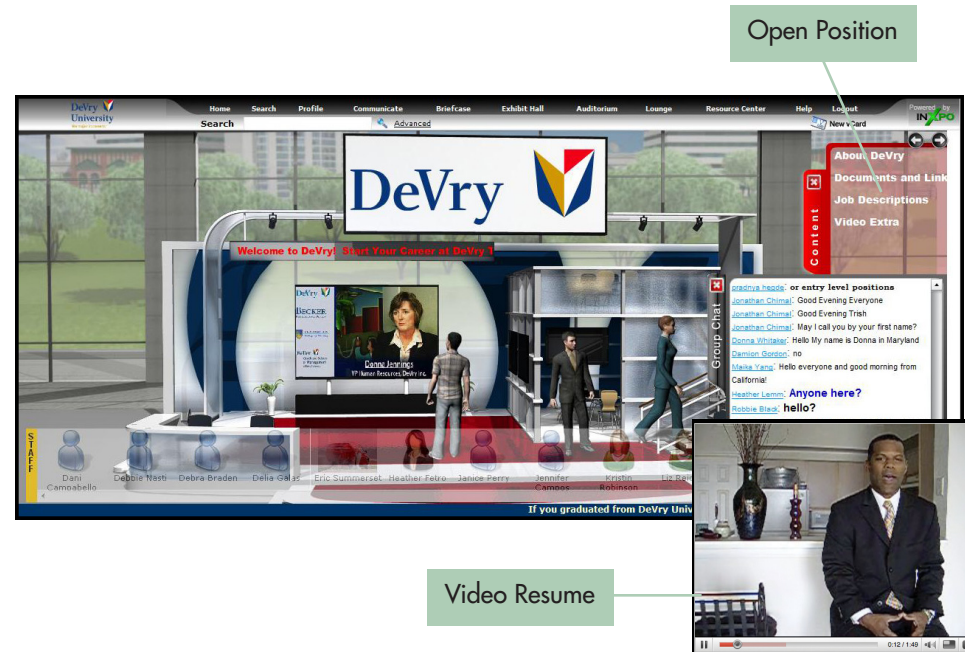 Open Position
DeVry University
Home Search Profile Communicate Briefcase Exhibit Hall Auditorium Lounge Resource Center Help Logout
Powered by
INXPO
Search Advanced New vCard
About DeVry
Documents and Link
Job Descriptions
Video Extra
Content
DeVry
Welcome to DeVry! Start Your Career at DeVry
DeVry
BECKER
Donna Jennings
VP Human Resources, DeVry Inc.
Group Chat
pradnya hegde: or entry level positions
Jonathan Chimal: Good Evening Everyone
Jonathan Chimal: Good Evening Trish
Jonathan Chimal: May I call you by your first name?
Donna Whitaker: Hello My name is Donna in Maryland
Damion Gordon: no
Maika Yang: Hello everyone and good morning from
California!
Heather Lemm: Anyone here?
Robbie Black: hello?
STAFF
Dani Campabello
Debbie Nasti
Debra Braden
Delia Galas
Eric Summerset
Heather Fetro
Janice Perry
Jennifer Campos
Kristin Robinson
Liz
If you graduated from DeVry Univ
Video Resume
0:12 / 1:49